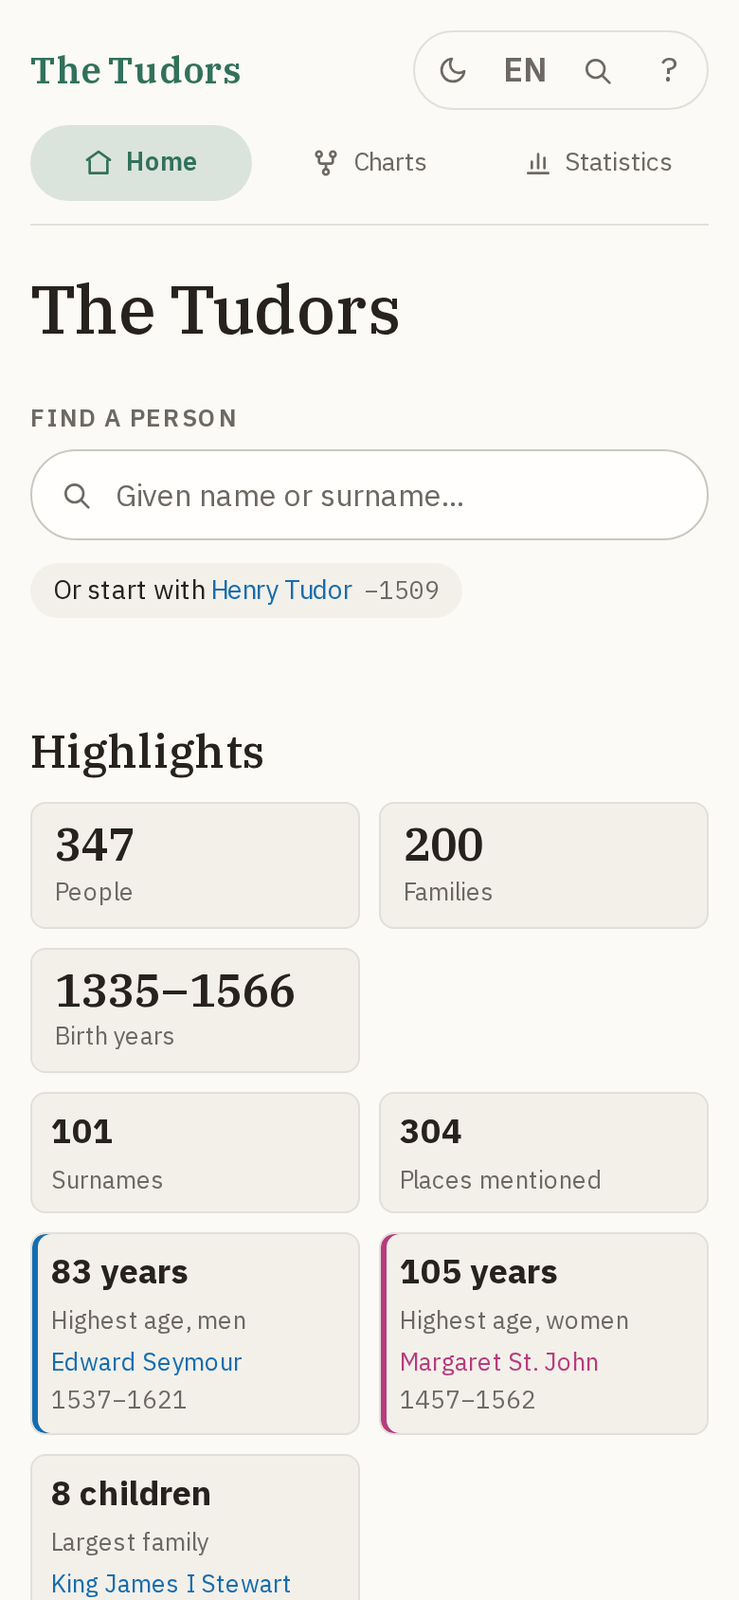 The Tudors
EN
?
Home
Charts
Statistics
The Tudors
FIND A PERSON
Given name or surname…
Or start with Henry Tudor –1509
Highlights
347
People
200
Families
1335–1566
Birth years
101
Surnames
304
Places mentioned
83 years
Highest age, men
Edward Seymour
1537–1621
105 years
Highest age, women
Margaret St. John
1457–1562
8 children
Largest family
King James I Stewart